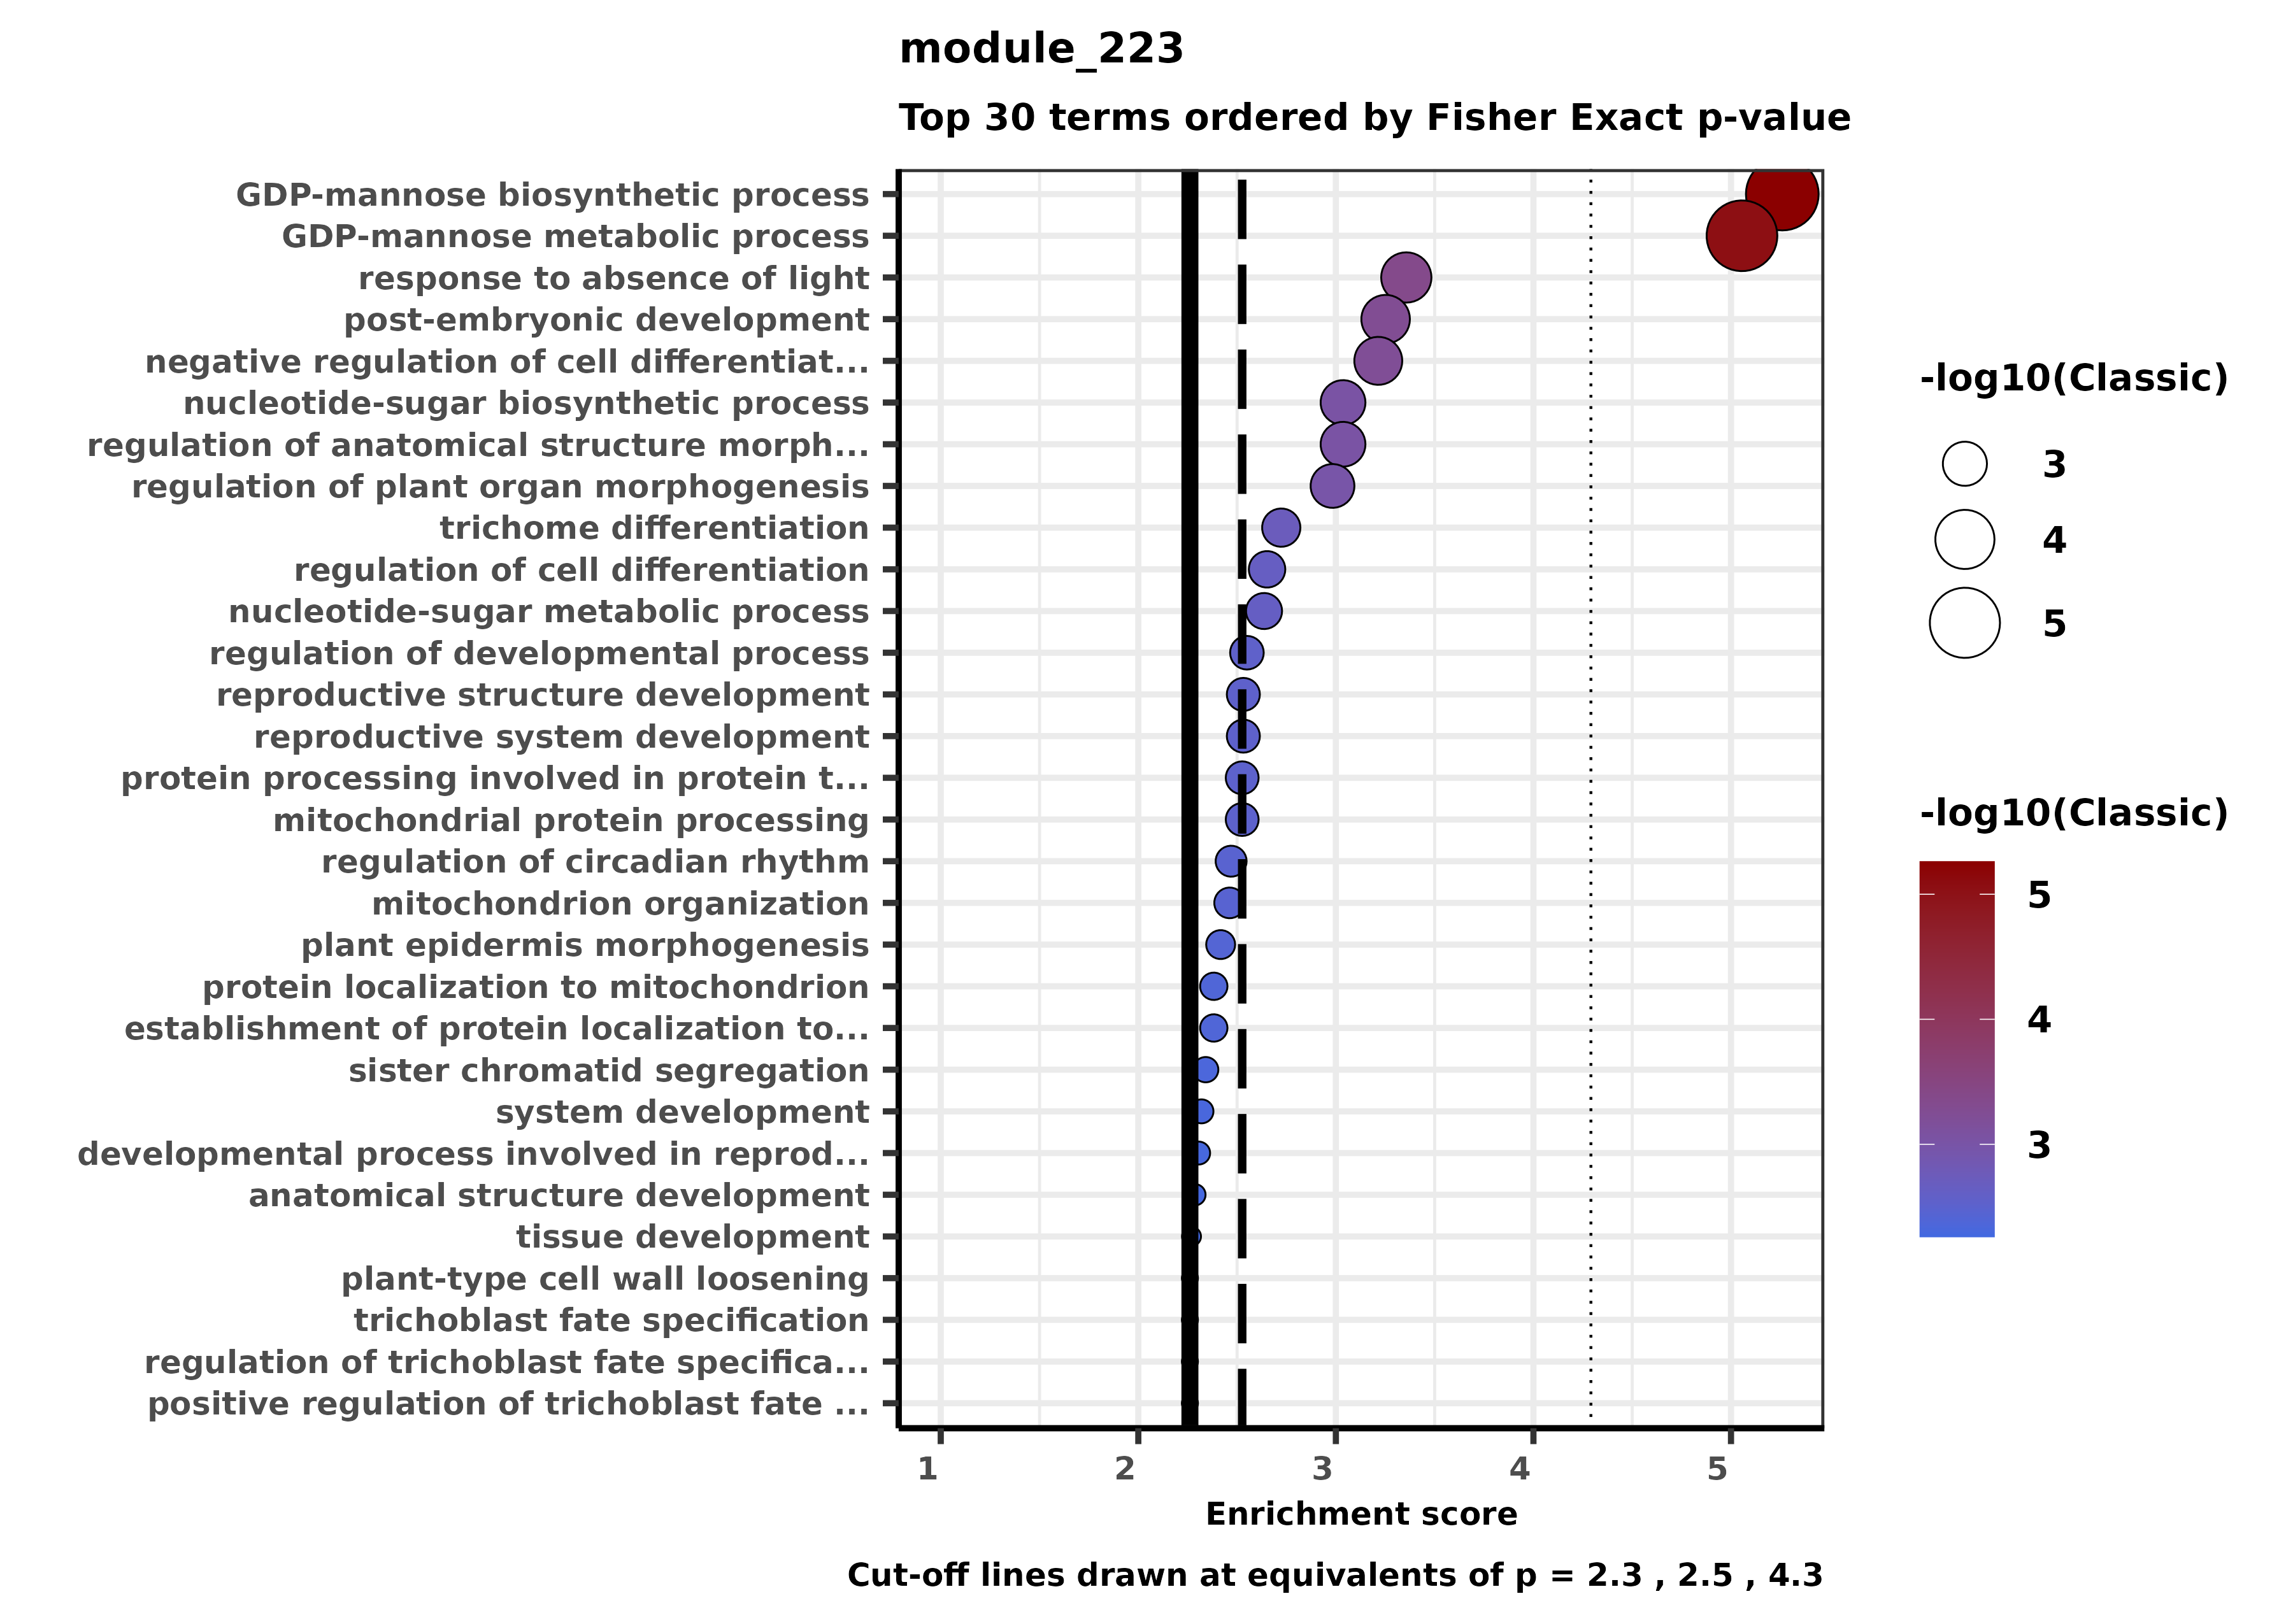 module_223
Top 30 terms ordered by Fisher Exact p-value
GDP-mannose biosynthetic process
GDP-mannose metabolic process
response to absence of light
post-embryonic development
negative regulation of cell differentiat...
nucleotide-sugar biosynthetic process
regulation of anatomical structure morph...
regulation of plant organ morphogenesis
trichome differentiation
regulation of cell differentiation
nucleotide-sugar metabolic process
regulation of developmental process
reproductive structure development
reproductive system development
protein processing involved in protein t...
mitochondrial protein processing
regulation of circadian rhythm
mitochondrion organization
plant epidermis morphogenesis
protein localization to mitochondrion
establishment of protein localization to...
sister chromatid segregation
system development
developmental process involved in reprod...
anatomical structure development
tissue development
plant-type cell wall loosening
trichoblast fate specification
regulation of trichoblast fate specifica...
positive regulation of trichoblast fate ...
1 2 3 4 5
Enrichment score
Cut-off lines drawn at equivalents of p = 2.3 , 2.5 , 4.3
-log10(Classic)
3
4
5
-log10(Classic)
5
4
3